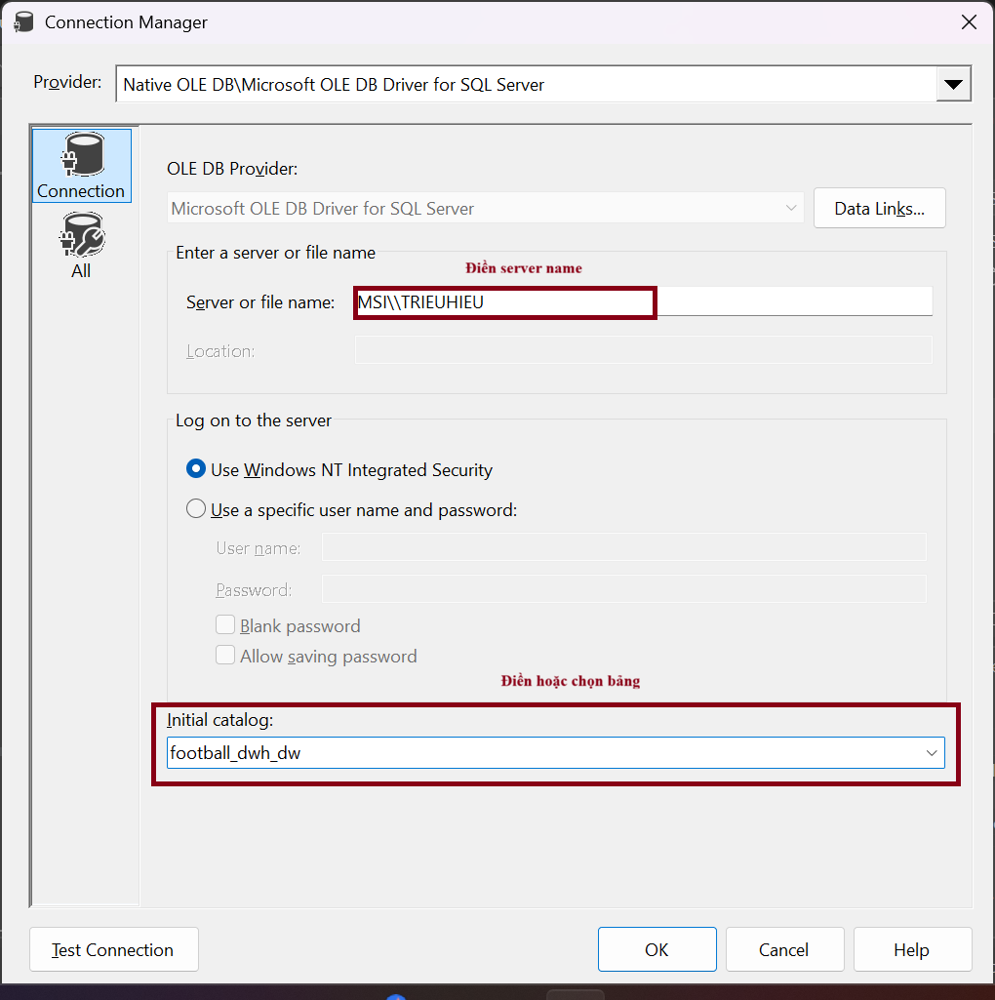 Connection Manager
Provider: Native OLE DB\Microsoft OLE DB Driver for SQL Server
Connection
All
OLE DB Provider:
Microsoft OLE DB Driver for SQL Server
Data Links...
Enter a server or file name
Điền server name
Server or file name: MSI\\TRIEUHIEU
Location:
Log on to the server
Use Windows NT Integrated Security
Use a specific user name and password:
User name:
Password:
Blank password
Allow saving password
Điền hoặc chọn bảng
Initial catalog:
football_dwh_dw
Test Connection
OK
Cancel
Help